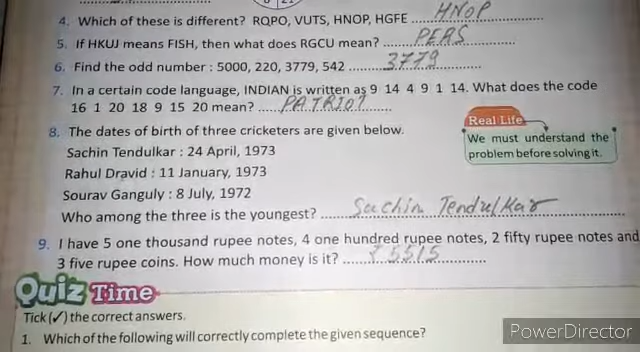 4. Which of these is different? RQPO, VUTS, HNOP, HGFE ........HNOP........
5. If HKUJ means FISH, then what does RGCU mean? ........PEAS........
6. Find the odd number : 5000, 220, 3779, 542 ........3779........
7. In a certain code language, INDIAN is written as 9 14 4 9 1 14. What does the code
16 1 20 18 9 15 20 mean? ........PATRIOT........
8. The dates of birth of three cricketers are given below.
Real Life
We must understand the
problem before solving it.
Sachin Tendulkar : 24 April, 1973
Rahul Dravid : 11 January, 1973
Sourav Ganguly : 8 July, 1972
Who among the three is the youngest? ........Sachin Tendulkar........
9. I have 5 one thousand rupee notes, 4 one hundred rupee notes, 2 fifty rupee notes and
3 five rupee coins. How much money is it? ........₹ 5515........
Quiz Time
Tick (✓) the correct answers.
1. Which of the following will correctly complete the given sequence?
PowerDirector